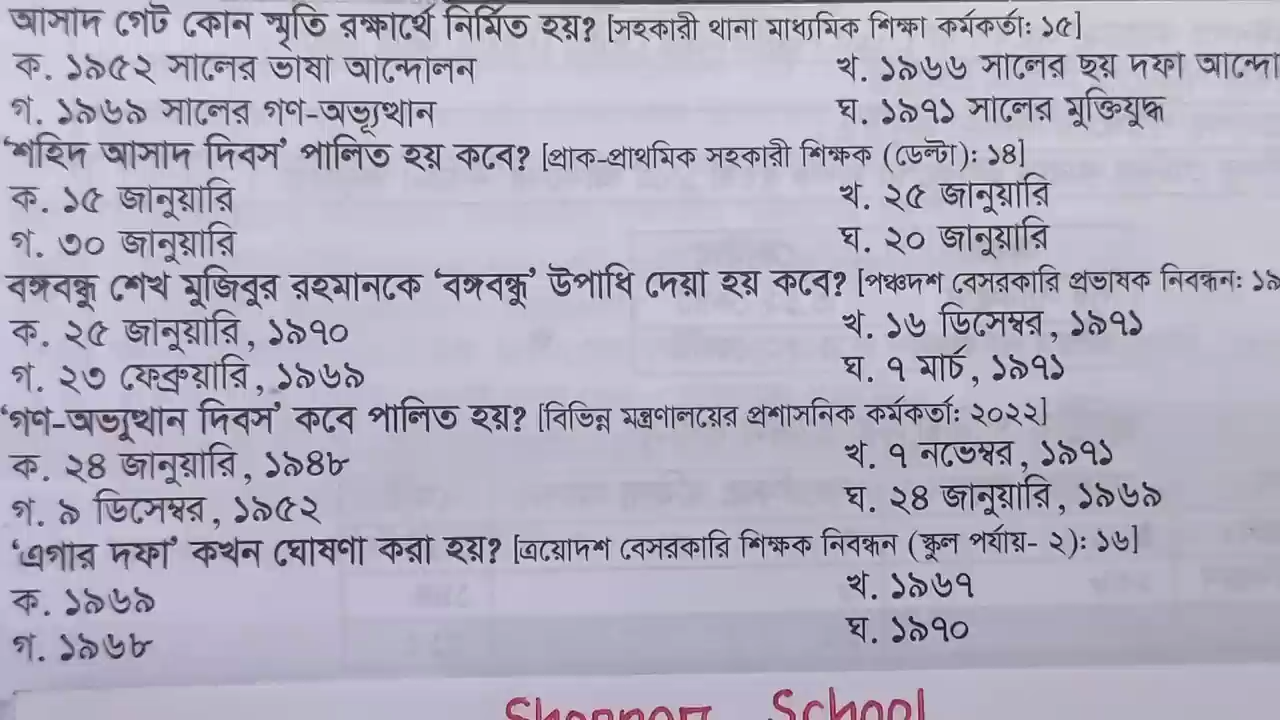 আসাদ গেট কোন স্মৃতি রক্ষার্থে নির্মিত হয়? [সহকারী থানা মাধ্যমিক শিক্ষা কর্মকর্তা: ১৫]
ক. ১৯৫২ সালের ভাষা আন্দোলন খ. ১৯৬৬ সালের ছয় দফা আন্দো
গ. ১৯৬৯ সালের গণ-অভ্যূত্থান ঘ. ১৯৭১ সালের মুক্তিযুদ্ধ
'শহিদ আসাদ দিবস' পালিত হয় কবে? [প্রাক-প্রাথমিক সহকারী শিক্ষক (ডেল্টা): ১৪]
ক. ১৫ জানুয়ারি খ. ২৫ জানুয়ারি
গ. ৩০ জানুয়ারি ঘ. ২০ জানুয়ারি
বঙ্গবন্ধু শেখ মুজিবুর রহমানকে 'বঙ্গবন্ধু' উপাধি দেয়া হয় কবে? [পঞ্চদশ বেসরকারি প্রভাষক নিবন্ধন: ১৯
ক. ২৫ জানুয়ারি, ১৯৭০ খ. ১৬ ডিসেম্বর, ১৯৭১
গ. ২৩ ফেব্রুয়ারি, ১৯৬৯ ঘ. ৭ মার্চ, ১৯৭১
'গণ-অভ্যূত্থান দিবস' কবে পালিত হয়? [বিভিন্ন মন্ত্রণালয়ের প্রশাসনিক কর্মকর্তা: ২০২২]
ক. ২৪ জানুয়ারি, ১৯৪৮ খ. ৭ নভেম্বর, ১৯৭১
গ. ৯ ডিসেম্বর, ১৯৫২ ঘ. ২৪ জানুয়ারি, ১৯৬৯
'এগার দফা' কখন ঘোষণা করা হয়? [ত্রয়োদশ বেসরকারি শিক্ষক নিবন্ধন (স্কুল পর্যায়- ২): ১৬]
ক. ১৯৬৯ খ. ১৯৬৭
গ. ১৯৬৮ ঘ. ১৯৭০
School